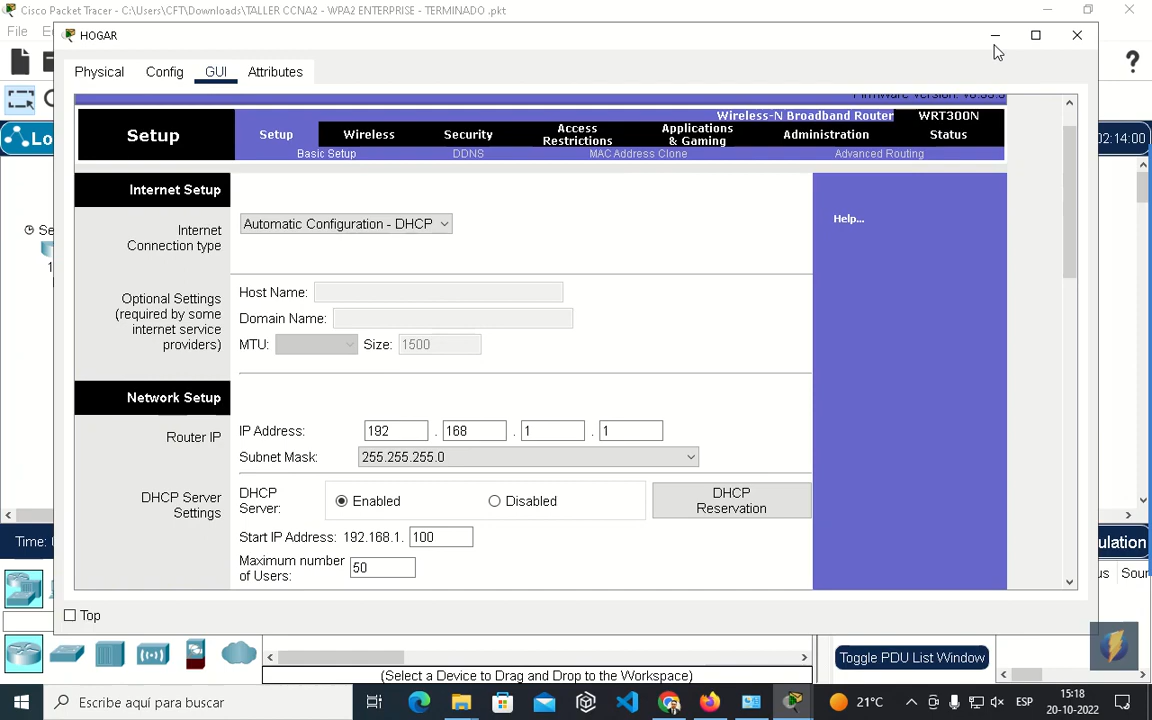 Cisco Packet Tracer - C:\Users\CFT\Downloads\TALLER CCNA2 - WPA2 ENTERPRISE - TERMINADO .pkt
File
HOGAR
Physical Config GUI Attributes
Wireless-N Broadband Router WRT300N
Setup
Setup Wireless Security Access Restrictions Applications & Gaming Administration Status
Basic Setup DDNS MAC Address Clone Advanced Routing
02:14:00
Internet Setup
Internet Connection type
Automatic Configuration - DHCP
Help...
Optional Settings
(required by some
internet service
providers)
Host Name:
Domain Name:
MTU: Size: 1500
Network Setup
Router IP
IP Address: 192 . 168 . 1 . 1
Subnet Mask: 255.255.255.0
DHCP Server Settings
DHCP Server: Enabled Disabled
DHCP Reservation
Start IP Address: 192.168.1. 100
Maximum number of Users: 50
Time:
Top
(Select a Device to Drag and Drop to the Workspace)
Toggle PDU List Window
Escribe aquí para buscar
21°C
ESP
15:18
20-10-2022